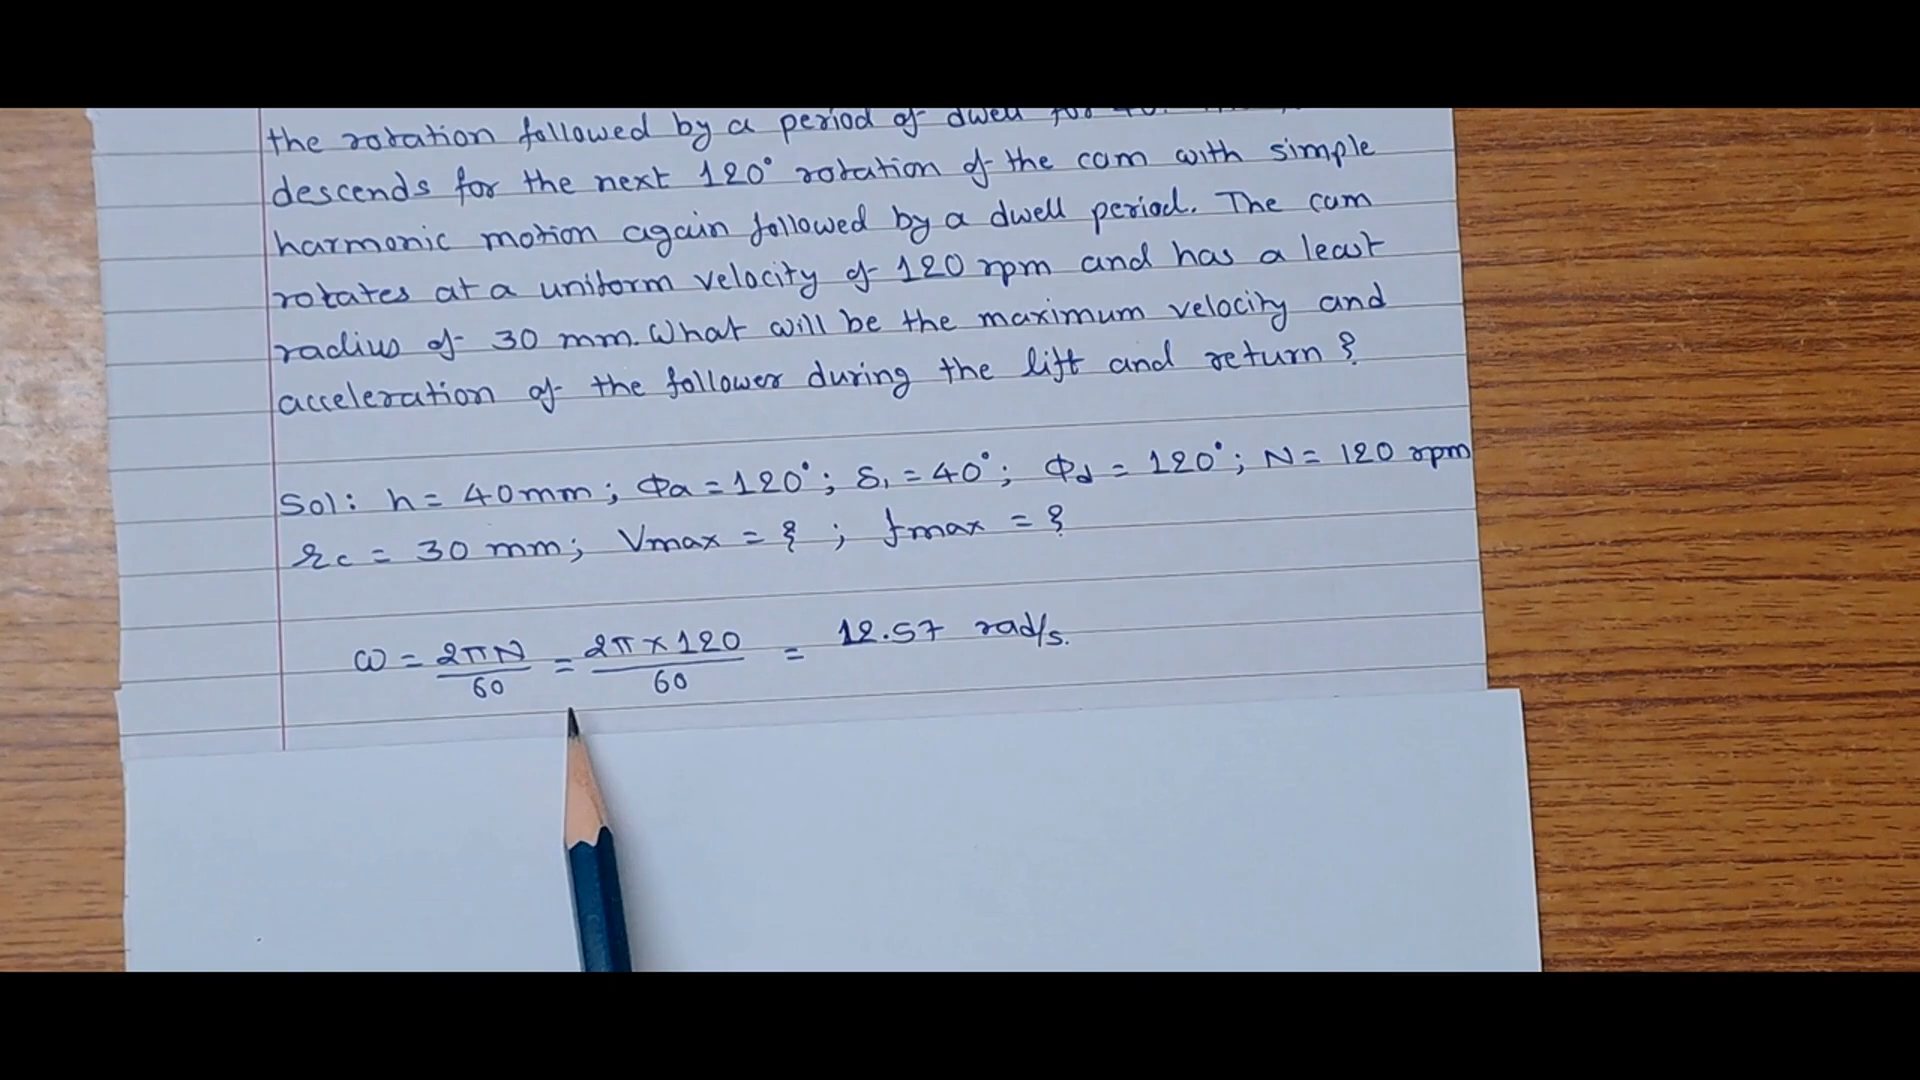 the rotation followed by a period of dwell for 40°.
descends for the next 120° rotation of the cam with simple
harmonic motion again followed by a dwell period. The cam
rotates at a uniform velocity of 120 rpm and has a least
radius of 30 mm. What will be the maximum velocity and
acceleration of the follower during the lift and return ?
Sol: h = 40mm; Φa = 120°; δ₁ = 40°; Φd = 120°; N = 120 rpm
rc = 30 mm; Vmax = ? ; fmax = ?
ω = 2πN/60 = 2π × 120/60 = 12.57 rad/s.